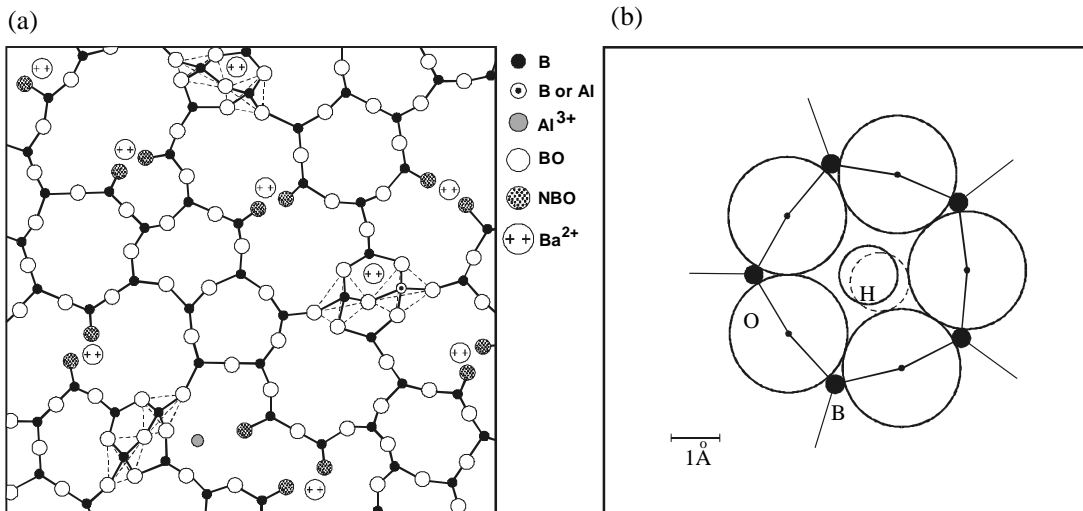 (a)
(b)
B
B or Al
Al3+
BO
NBO
Ba2+
++
++
++
++
++
++
++
++
++
H
O
B
1Å